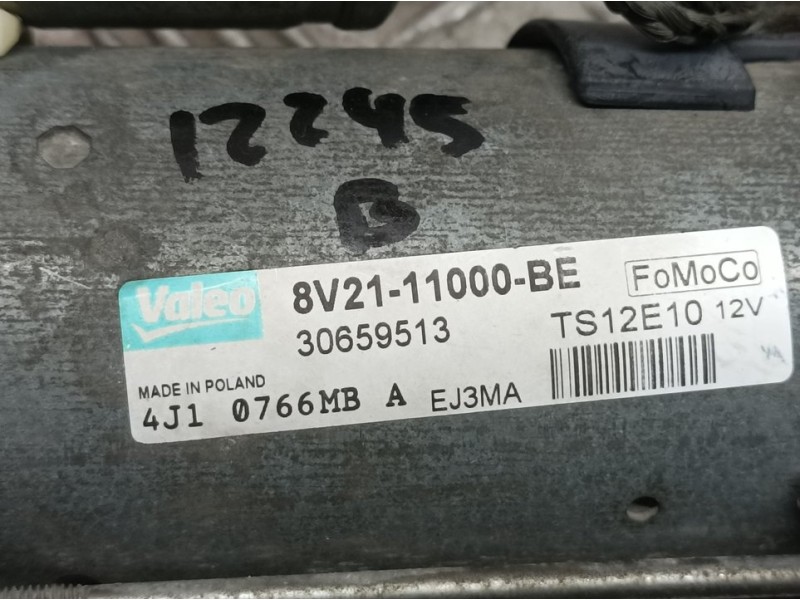 12245
B
Valeo
8V21-11000-BE
FoMoCo
30659513
TS12E10 12V
MADE IN POLAND
4J1 0766MB A EJ3MA